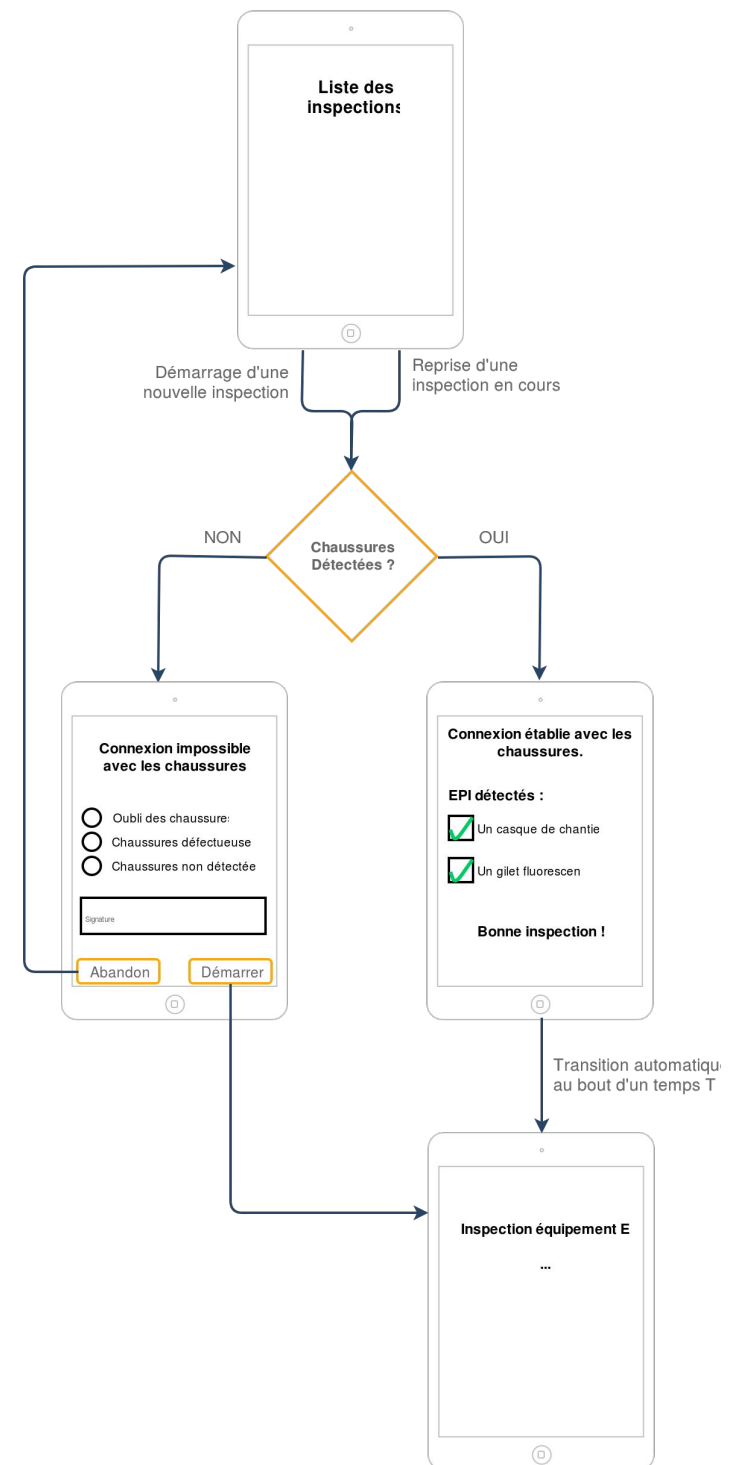 Liste des
inspections
Démarrage d'une
nouvelle inspection
Reprise d'une
inspection en cours
NON
Chaussures
Détectées ?
OUI
Connexion impossible
avec les chaussures
Oubli des chaussures
Chaussures défectueuse
Chaussures non détectée
Signature
Abandon
Démarrer
Connexion établie avec les
chaussures.
EPI détectés :
Un casque de chantie
Un gilet fluorescen
Bonne inspection !
Transition automatiqu
au bout d'un temps T
Inspection équipement E
...